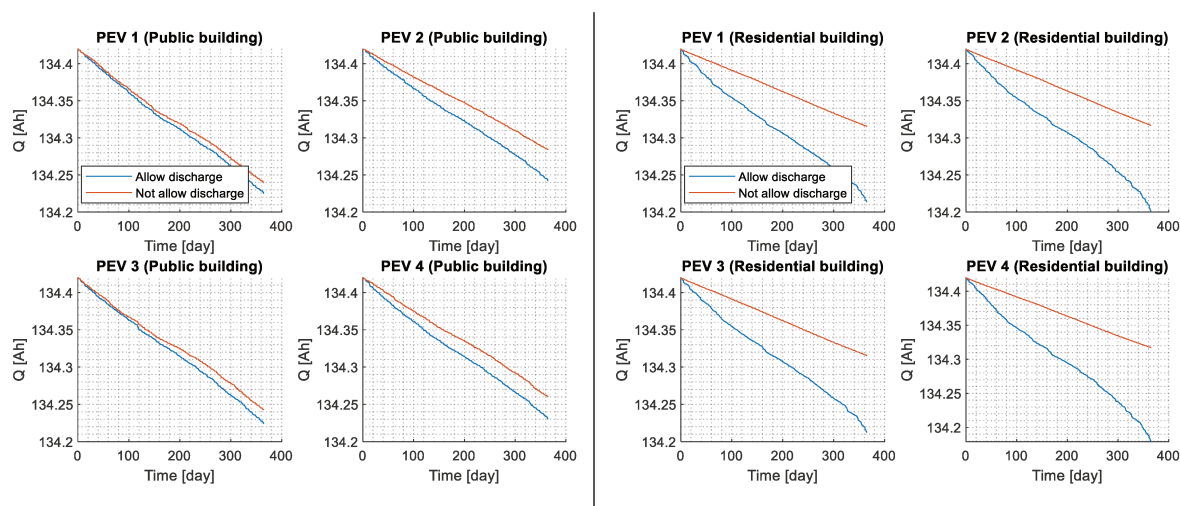 PEV 1 (Public building)
134.4
134.35
134.3
134.25
134.2
Q [Ah]
Allow discharge
Not allow discharge
0 100 200 300 400
Time [day]
PEV 2 (Public building)
134.4
134.35
134.3
134.25
134.2
Q [Ah]
0 100 200 300 400
Time [day]
PEV 1 (Residential building)
134.4
134.35
134.3
134.25
134.2
Q [Ah]
Allow discharge
Not allow discharge
0 100 200 300 400
Time [day]
PEV 2 (Residential building)
134.4
134.35
134.3
134.25
134.2
Q [Ah]
0 100 200 300 400
Time [day]
PEV 3 (Public building)
134.4
134.35
134.3
134.25
134.2
Q [Ah]
0 100 200 300 400
Time [day]
PEV 4 (Public building)
134.4
134.35
134.3
134.25
134.2
Q [Ah]
0 100 200 300 400
Time [day]
PEV 3 (Residential building)
134.4
134.35
134.3
134.25
134.2
Q [Ah]
0 100 200 300 400
Time [day]
PEV 4 (Residential building)
134.4
134.35
134.3
134.25
134.2
Q [Ah]
0 100 200 300 400
Time [day]